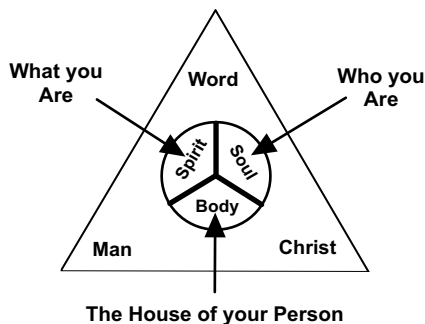 What you
Are
Word
Who you
Are
Spirit
Soul
Body
Man
Christ
The House of your Person